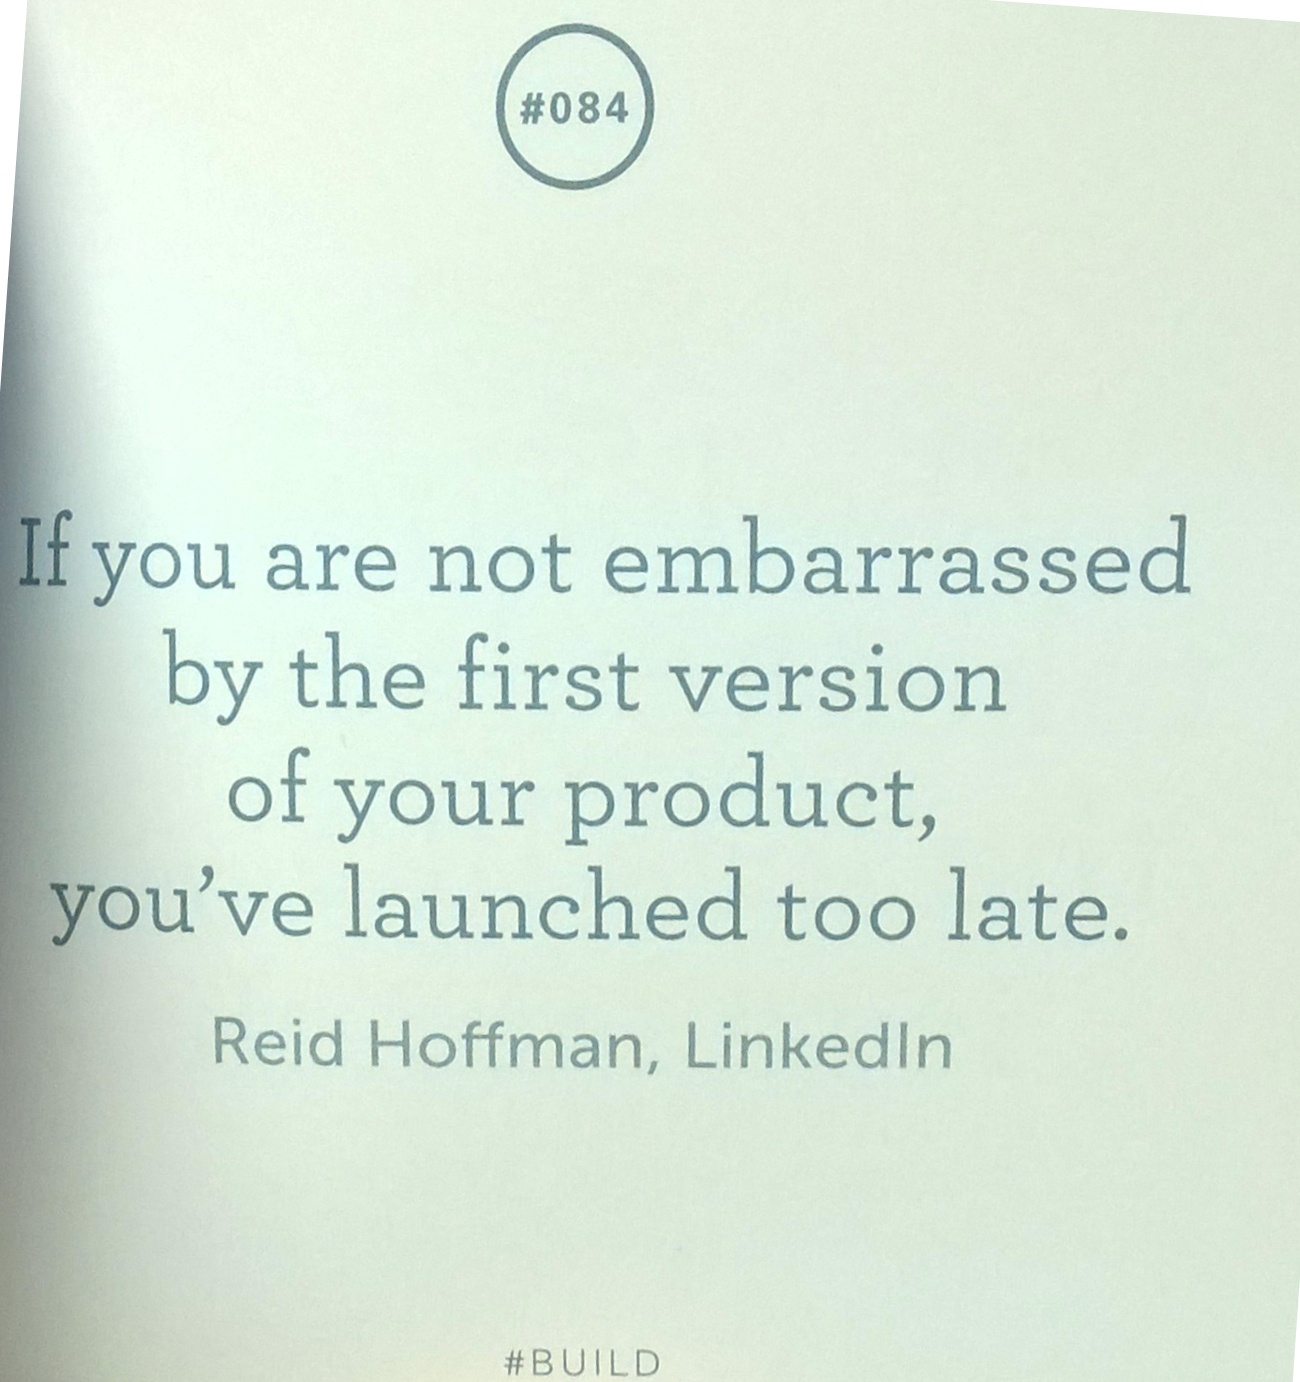 #084
If you are not embarrassed
by the first version
of your product,
you’ve launched too late.
Reid Hoffman, LinkedIn
#BUILD